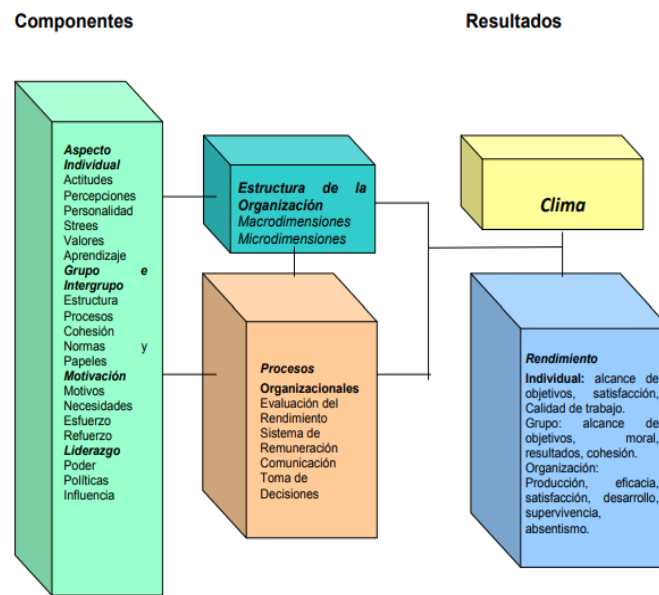 Componentes
Resultados
Aspecto
Individual
Actitudes
Percepciones
Personalidad
Strees
Valores
Aprendizaje
Grupo e
Intergrupo
Estructura
Procesos
Cohesión
Normas y
Papeles
Motivación
Motivos
Necesidades
Esfuerzo
Refuerzo
Liderazgo
Poder
Políticas
Influencia
Estructura de la
Organización
Macrodimensiones
Microdimensiones
Procesos
Organizacionales
Evaluación del
Rendimiento
Sistema de
Remuneración
Comunicación
Toma de
Decisiones
Clima
Rendimiento
Individual: alcance de
objetivos, satisfacción,
Calidad de trabajo.
Grupo: alcance de
objetivos, moral,
resultados, cohesión.
Organización:
Producción, eficacia,
satisfacción, desarrollo,
supervivencia,
absentismo.